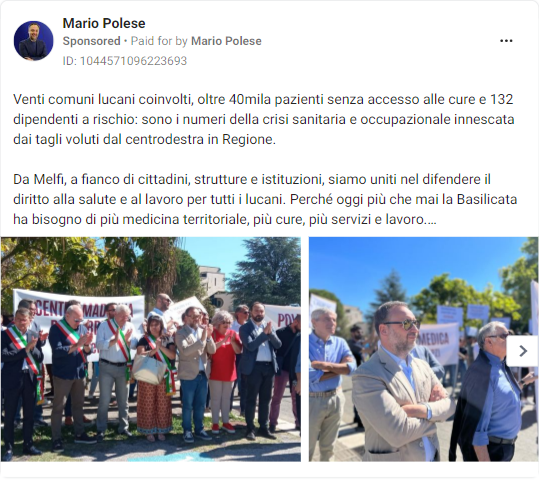 Mario Polese
Sponsored • Paid for by Mario Polese
ID: 1044571096223693
Venti comuni lucani coinvolti, oltre 40mila pazienti senza accesso alle cure e 132
dipendenti a rischio: sono i numeri della crisi sanitaria e occupazionale innescata
dai tagli voluti dal centrodestra in Regione.
Da Melfi, a fianco di cittadini, strutture e istituzioni, siamo uniti nel difendere il
diritto alla salute e al lavoro per tutti i lucani. Perché oggi più che mai la Basilicata
ha bisogno di più medicina territoriale, più cure, più servizi e lavoro....